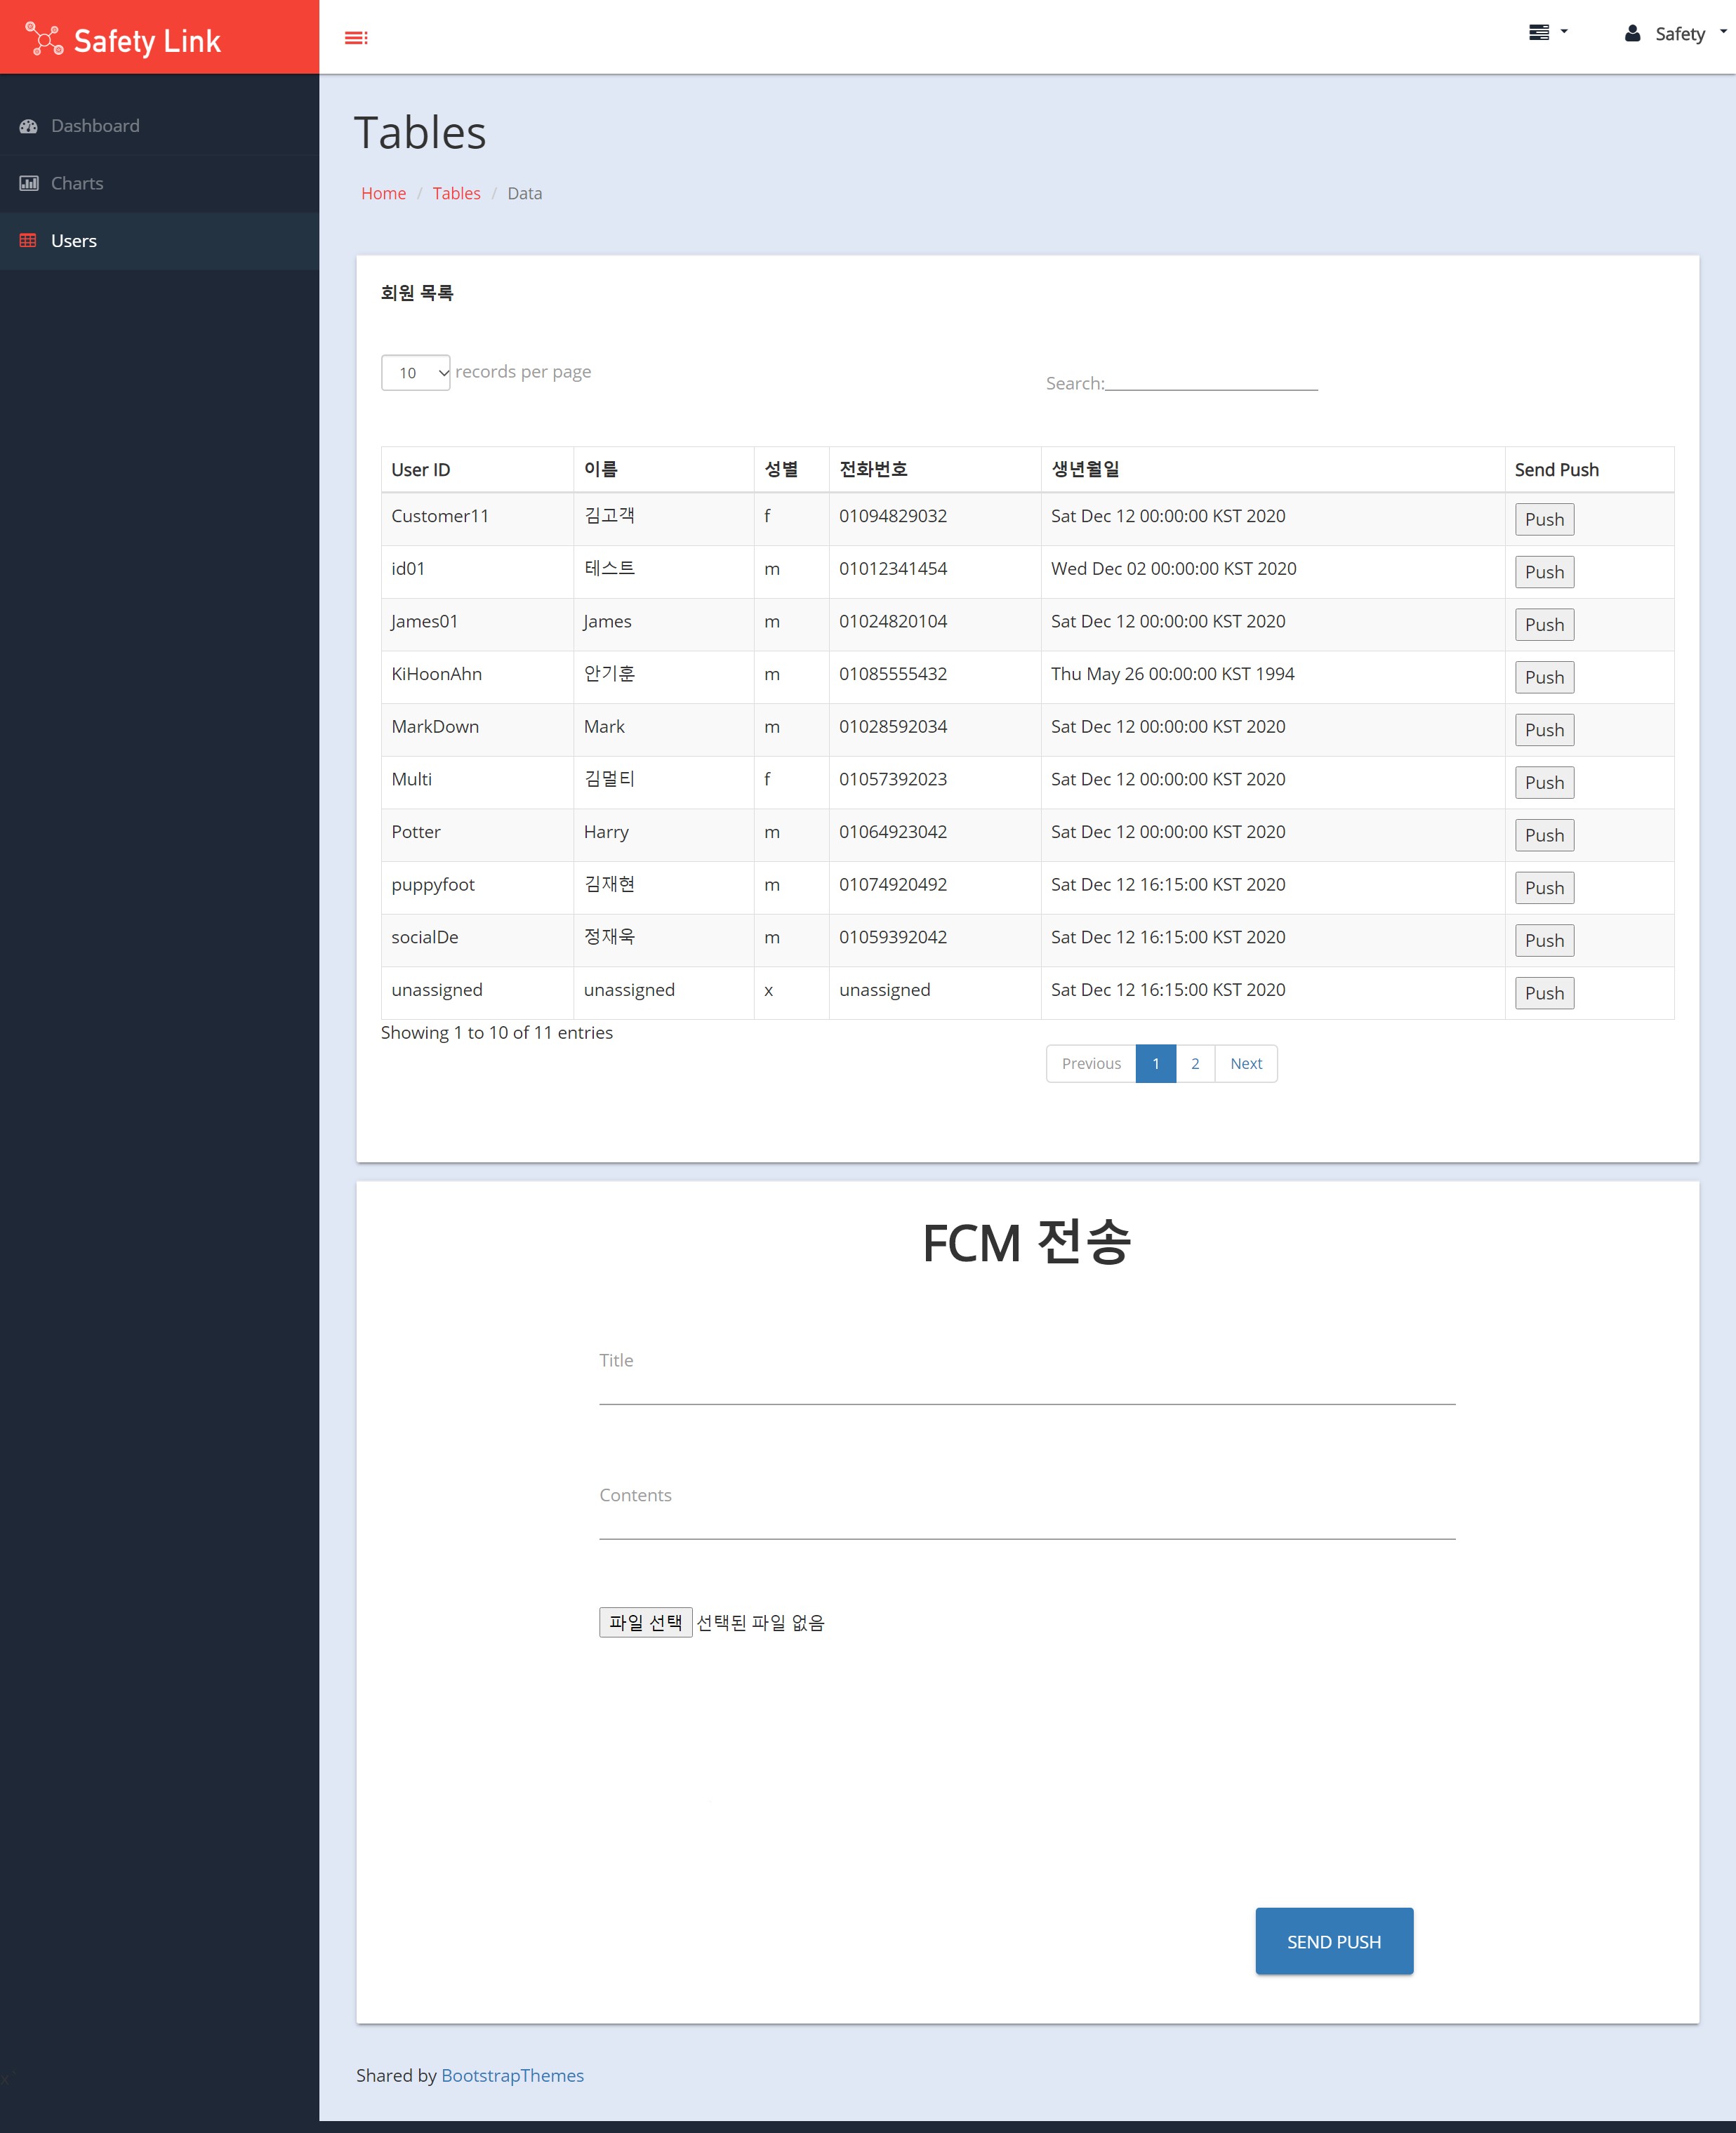 Safety Link
Safety
Dashboard
Charts
Users
Tables
Home / Tables / Data
회원 목록
10 records per page
Search:
User ID 이름 성별 전화번호 생년월일 Send Push
Customer11 김고객 f 01094829032 Sat Dec 12 00:00:00 KST 2020 Push
id01 테스트 m 01012341454 Wed Dec 02 00:00:00 KST 2020 Push
James01 James m 01024820104 Sat Dec 12 00:00:00 KST 2020 Push
KiHoonAhn 안기훈 m 01085555432 Thu May 26 00:00:00 KST 1994 Push
MarkDown Mark m 01028592034 Sat Dec 12 00:00:00 KST 2020 Push
Multi 김멀티 f 01057392023 Sat Dec 12 00:00:00 KST 2020 Push
Potter Harry m 01064923042 Sat Dec 12 00:00:00 KST 2020 Push
puppyfoot 김재현 m 01074920492 Sat Dec 12 16:15:00 KST 2020 Push
socialDe 정재욱 m 01059392042 Sat Dec 12 16:15:00 KST 2020 Push
unassigned unassigned x unassigned Sat Dec 12 16:15:00 KST 2020 Push
Showing 1 to 10 of 11 entries
Previous 1 2 Next
FCM 전송
Title
Contents
파일 선택 선택된 파일 없음
SEND PUSH
Shared by BootstrapThemes
x